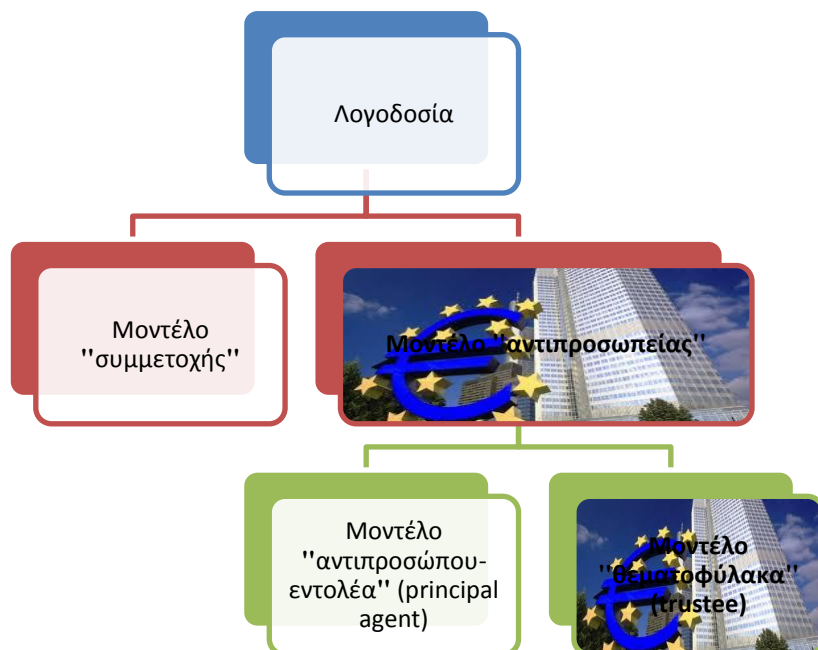 Λογοδοσία
Μοντέλο
"συμμετοχής"
Μοντέλο "αντιπροσωπείας"
Μοντέλο
"αντιπροσώπου-
εντολέα" (principal
agent)
Μοντέλο
"θεματοφύλακα"
(trustee)